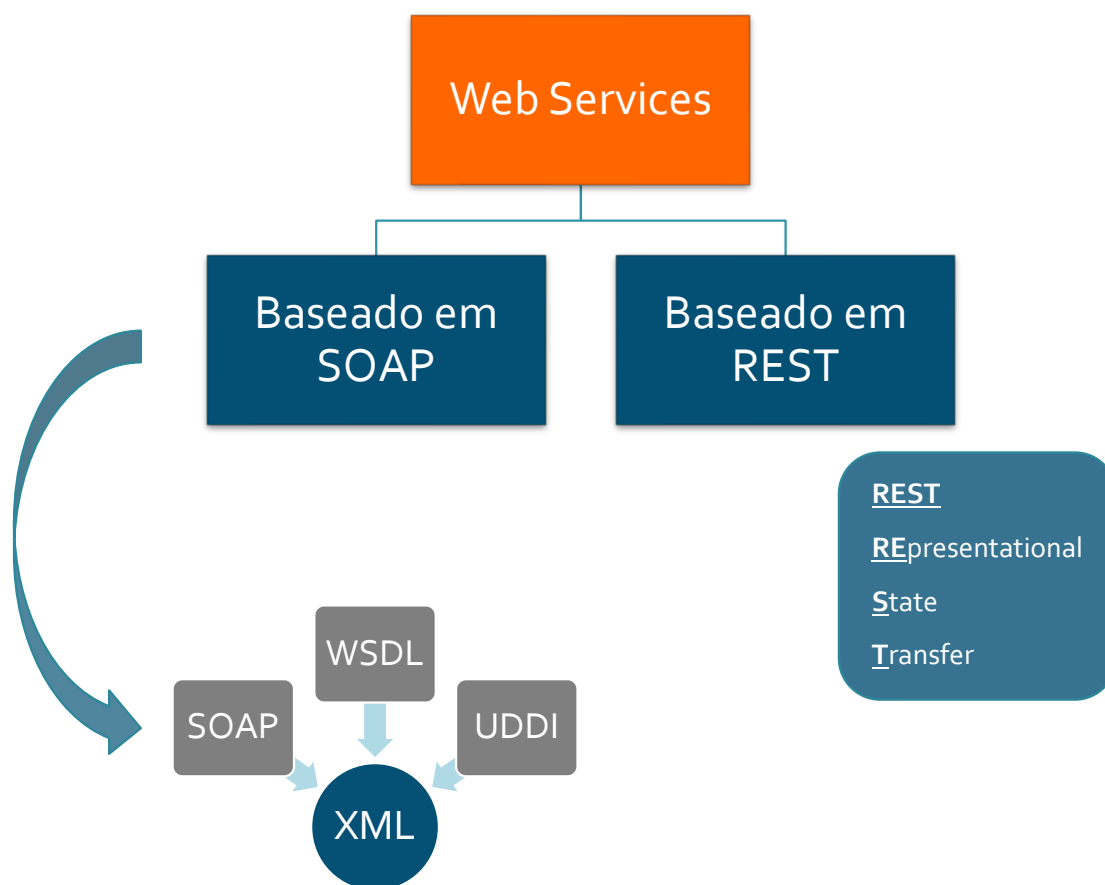 Web Services
Baseado em
SOAP
Baseado em
REST
REST
REpresentational
State
Transfer
WSDL
SOAP
UDDI
XML